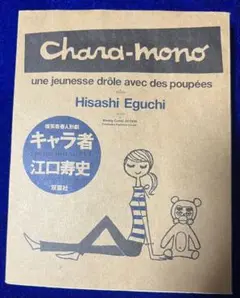 Chara-mono
une jeunesse drôle avec des poupées
Hisashi Eguchi
キャラ者
江口寿史
双葉社